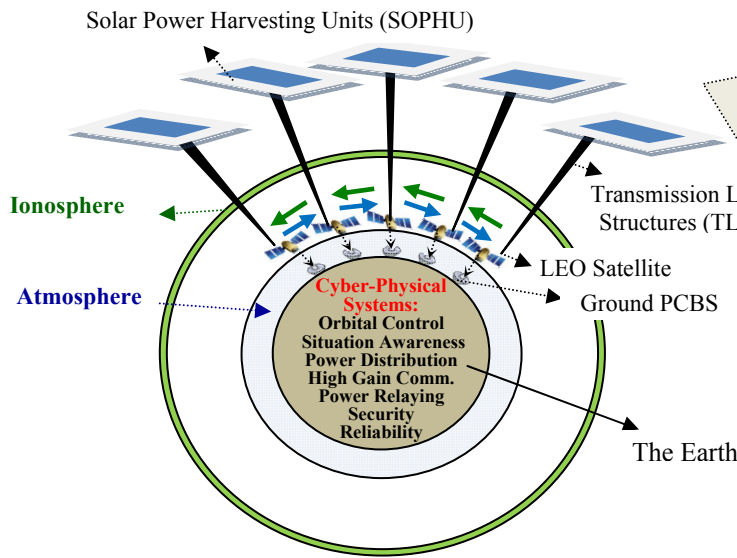 Solar Power Harvesting Units (SOPHU)
Ionosphere
Transmission L
Structures (TL
LEO Satellite
Atmosphere
Ground PCBS
Cyber-Physical
Systems:
Orbital Control
Situation Awareness
Power Distribution
High Gain Comm.
Power Relaying
Security
Reliability
The Earth